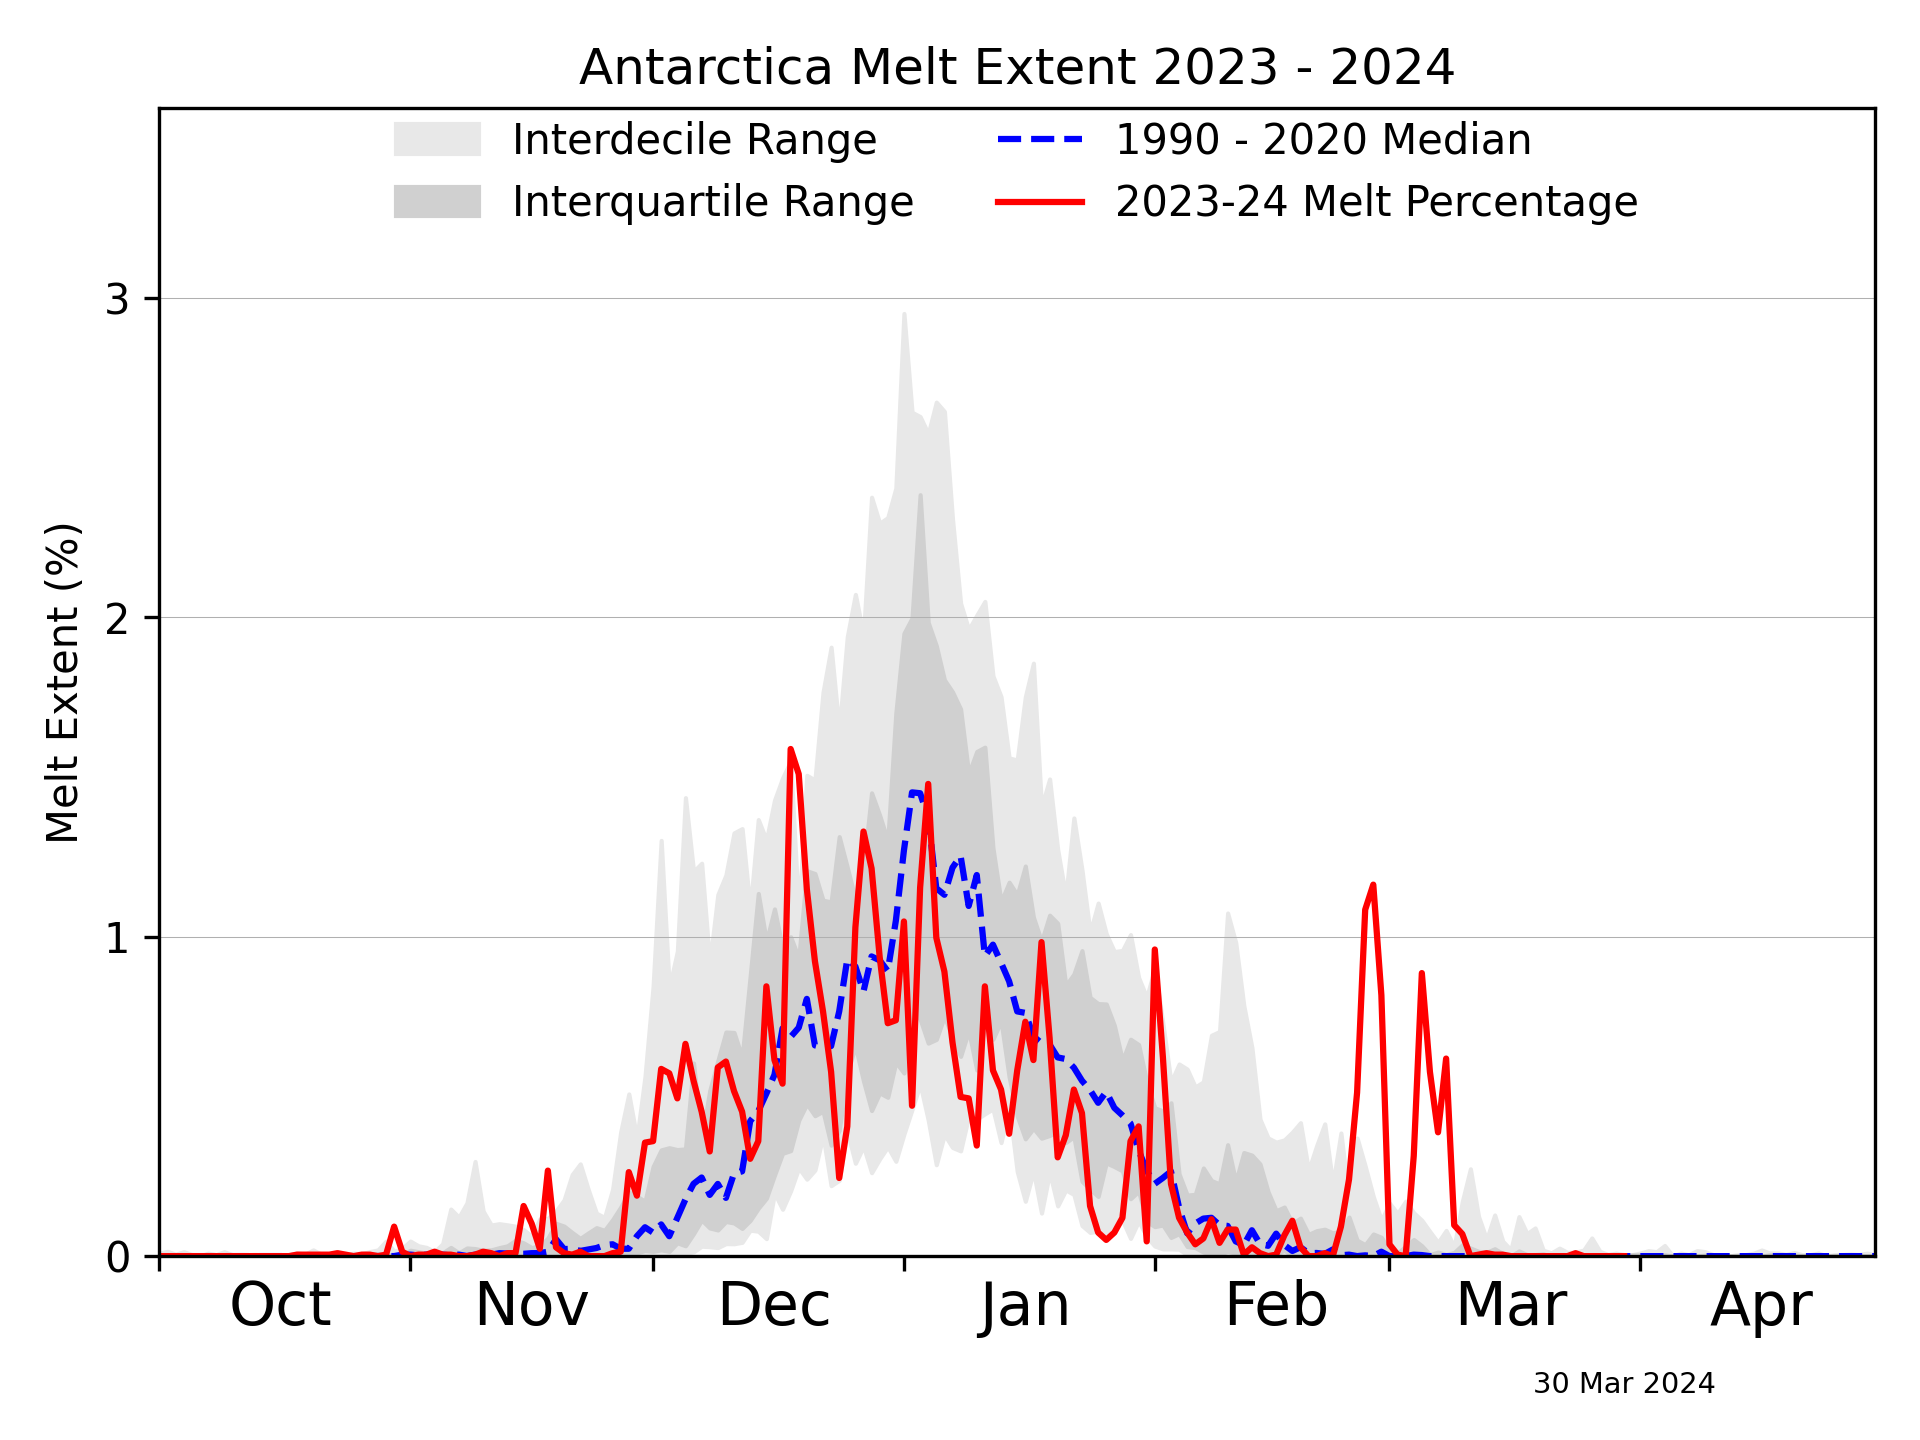 Antarctica Melt Extent 2023 - 2024
Interdecile Range
Interquartile Range
1990 - 2020 Median
2023-24 Melt Percentage
Melt Extent (%)
3
2
1
0
Oct Nov Dec Jan Feb Mar Apr
30 Mar 2024